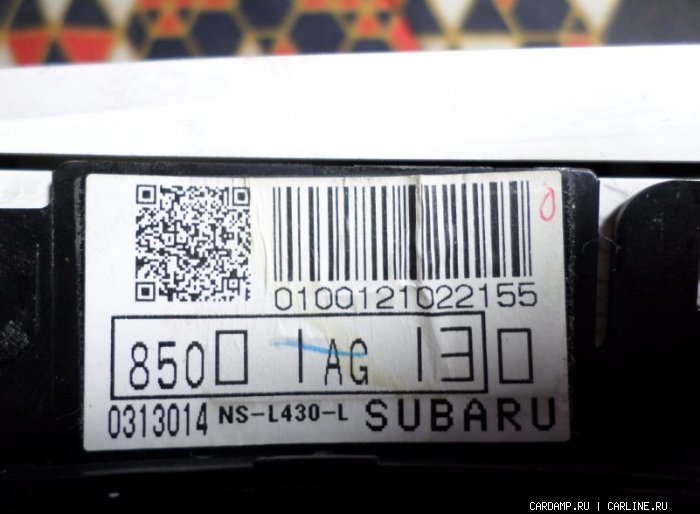 0100121022155
850□ 1AG 13□
0313014 NS-L430-L SUBARU
CARDAMP.RU | CARLINE.RU